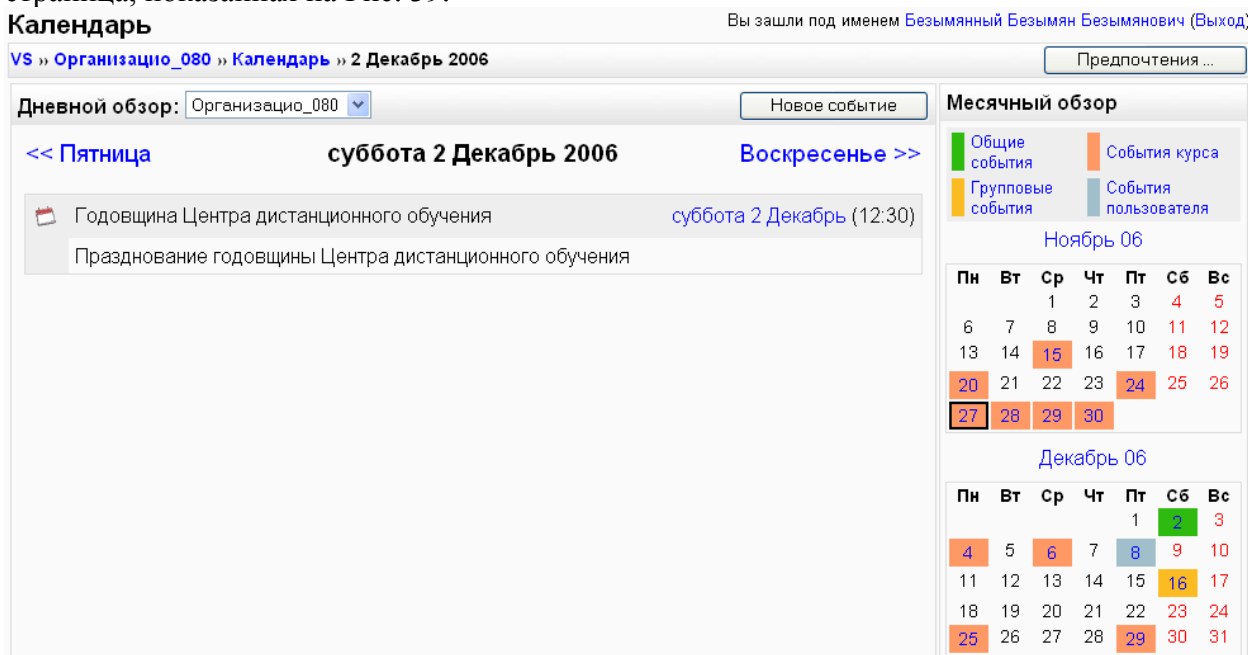 страница, показанная на Рис. 39.
Календарь
Вы зашли под именем Безымянный Безымян Безымянович (Выход)
VS » Организацио_080 » Календарь » 2 Декабрь 2006
Предпочтения ...
Дневной обзор: Организацио_080
Новое событие
<< Пятница
суббота 2 Декабрь 2006
Воскресенье >>
Годовщина Центра дистанционного обучения
суббота 2 Декабрь (12:30)
Празднование годовщины Центра дистанционного обучения
Месячный обзор
Общие
события
События курса
Групповые
события
События
пользователя
Ноябрь 06
Пн Вт Ср Чт Пт Сб Вс
1 2 3 4 5
6 7 8 9 10 11 12
13 14 15 16 17 18 19
20 21 22 23 24 25 26
27 28 29 30
Декабрь 06
Пн Вт Ср Чт Пт Сб Вс
1 2 3
4 5 6 7 8 9 10
11 12 13 14 15 16 17
18 19 20 21 22 23 24
25 26 27 28 29 30 31